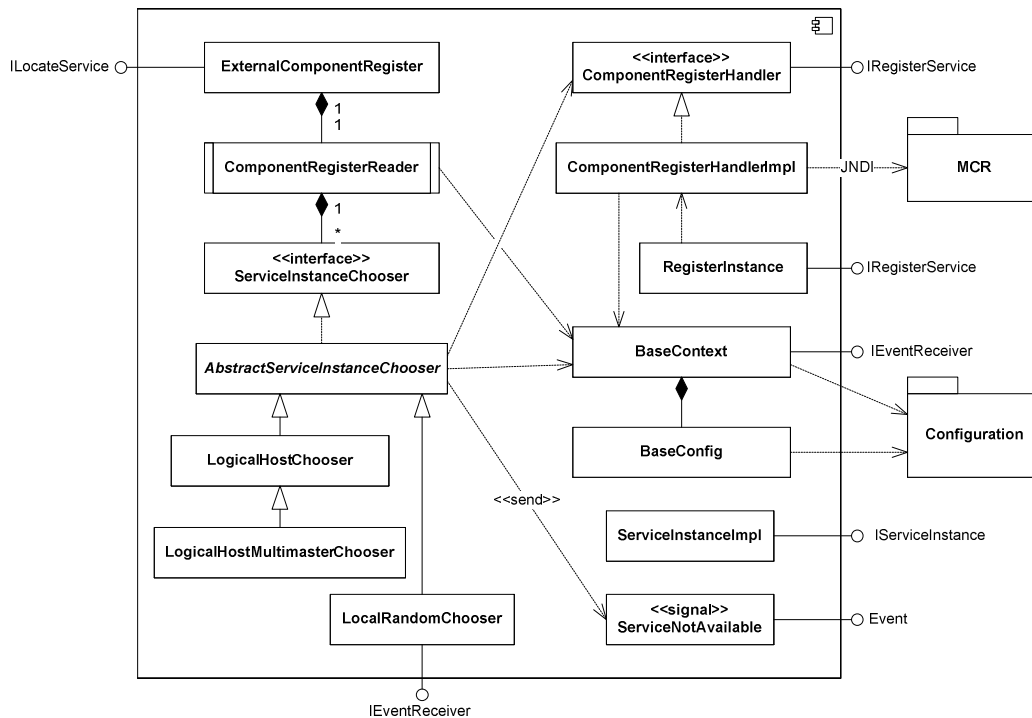 ILocateService
ExternalComponentRegister
<<interface>>
ComponentRegisterHandler
IRegisterService
1
1
ComponentRegisterReader
ComponentRegisterHandlerImpl
JNDI
MCR
1
*
<<interface>>
ServiceInstanceChooser
RegisterInstance
IRegisterService
AbstractServiceInstanceChooser
BaseContext
IEventReceiver
LogicalHostChooser
BaseConfig
Configuration
<<send>>
LogicalHostMultimasterChooser
ServiceInstanceImpl
IServiceInstance
LocalRandomChooser
<<signal>>
ServiceNotAvailable
Event
IEventReceiver